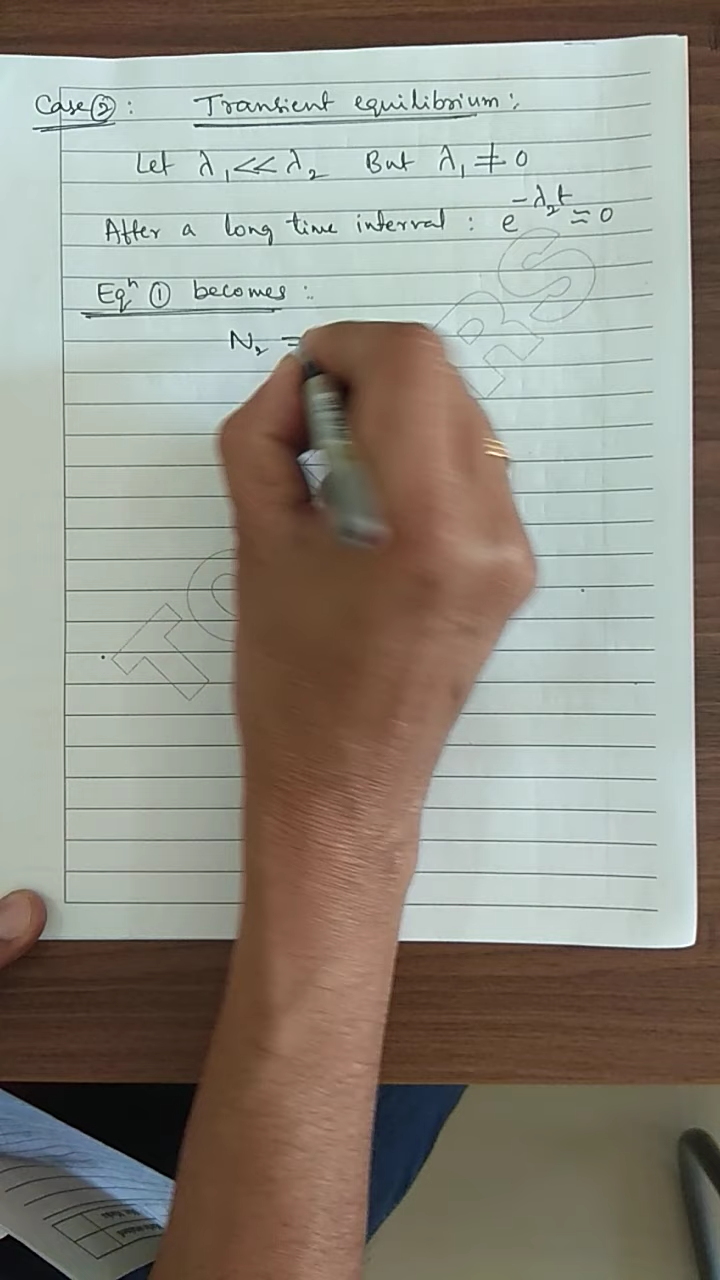 Case ②: Transient equilibrium:
Let λ₁ << λ₂ But λ₁ ≠ 0
After a long time interval : e^{-λ₂t} ≈ 0
Eqⁿ ① becomes :
N₂ =